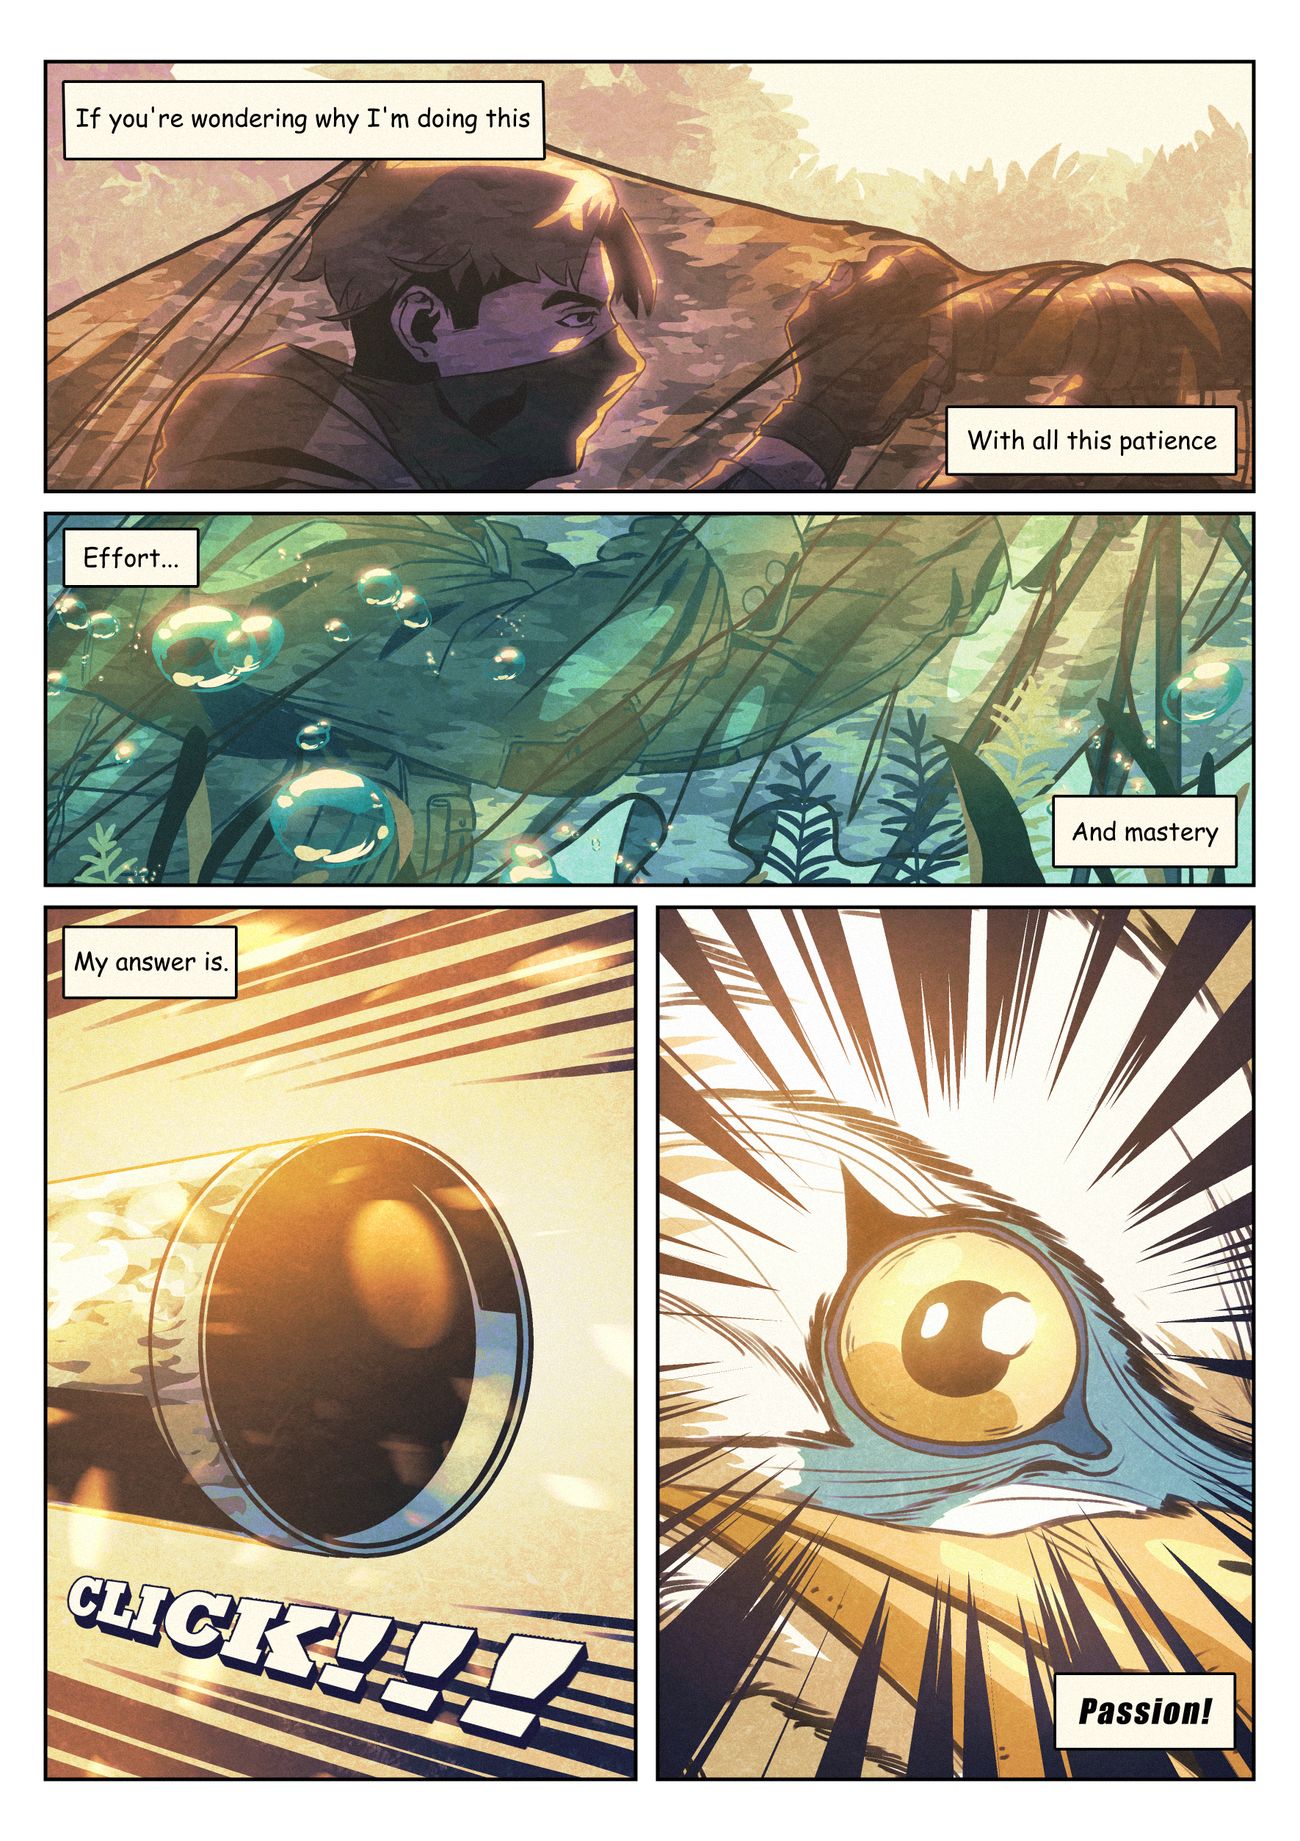 If you're wondering why I'm doing this
With all this patience
Effort...
And mastery
My answer is.
CLICK!!!
Passion!